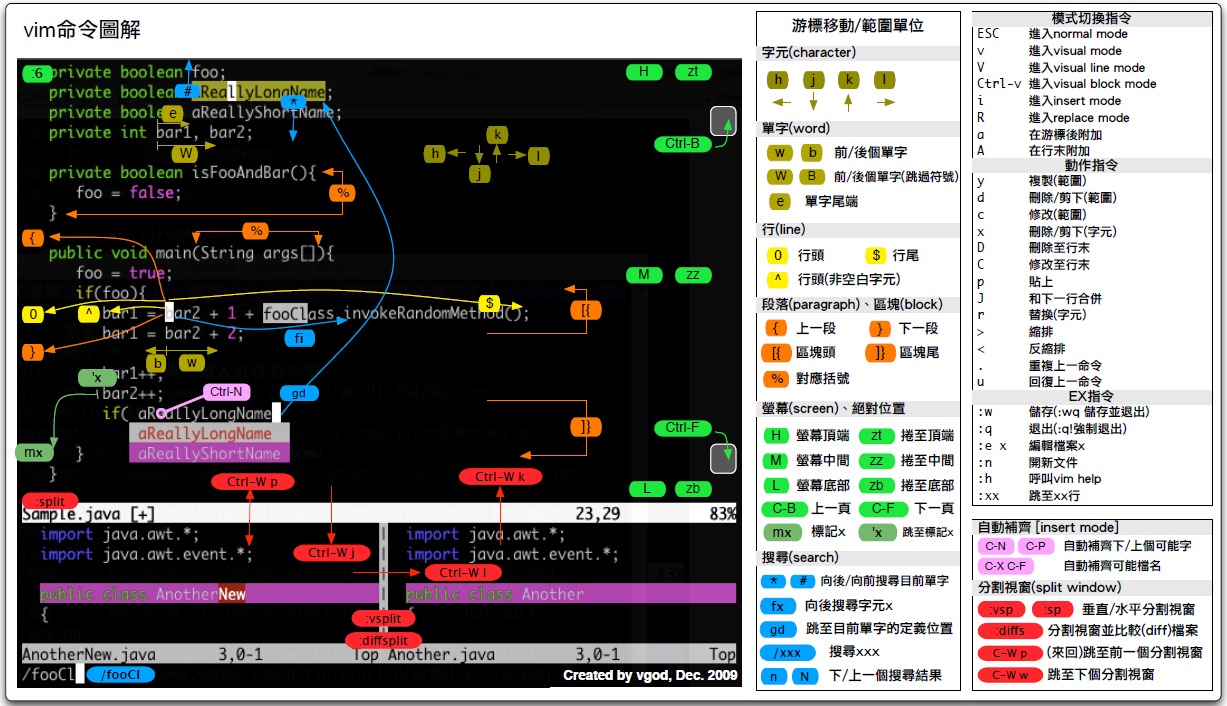 vim命令圖解
:6 private boolean foo;
private boolean # aReallyLongName;
*
private boolean e aReallyShortName;
private int bar1, bar2;
W
private boolean isFooAndBar(){
foo = false;
%
}
{ %
public void main(String args[]){
foo = true;
if(foo){
0 ^ bar1 = bar2 + 1 + fooClass.invokeRandomMethod(); $ [{
bar1 = bar2 + 2;
fi
}
b w
'x bar1++;
bar2++;
Ctrl-N gd
if( aReallyLongName
aReallyLongName
]}
mx } aReallyShortName
}
h j k l
H zt
Ctrl-B
M zz
Ctrl-F
L zb
Ctrl-W p Ctrl-W k
:split
Sample.java [+] 23,29 83%
import java.awt.*; import java.awt.*;
import java.awt.event.*; Ctrl-W j import java.awt.event.*;
Ctrl-W l
public class AnotherNew public class Another
{ {
:vsplit
:diffsplit
AnotherNew.java 3,0-1 Top Another.java 3,0-1 Top
/fooCl /fooCl
Created by vgod, Dec. 2009
游標移動/範圍單位
字元(character)
h j k l
單字(word)
w b 前/後個單字
W B 前/後個單字(跳過符號)
e 單字尾端
行(line)
0 行頭 $ 行尾
^ 行頭(非空白字元)
段落(paragraph)、區塊(block)
{ 上一段 } 下一段
[{ 區塊頭 ]} 區塊尾
% 對應括號
螢幕(screen)、絕對位置
H 螢幕頂端 zt 捲至頂端
M 螢幕中間 zz 捲至中間
L 螢幕底部 zb 捲至底部
C-B 上一頁 C-F 下一頁
mx 標記x 'x 跳至標記x
搜尋(search)
* # 向後/向前搜尋目前單字
fx 向後搜尋字元x
gd 跳至目前單字的定義位置
/xxx 搜尋xxx
n N 下/上一個搜尋結果
模式切換指令
ESC 進入normal mode
v 進入visual mode
V 進入visual line mode
Ctrl-v 進入visual block mode
i 進入insert mode
R 進入replace mode
a 在游標後附加
A 在行末附加
動作指令
y 複製(範圍)
d 刪除/剪下(範圍)
c 修改(範圍)
x 刪除/剪下(字元)
D 刪除至行末
C 修改至行末
p 貼上
J 和下一行合併
r 替換(字元)
> 縮排
< 反縮排
. 重複上一命令
u 回復上一命令
EX指令
:w 儲存(:wq 儲存並退出)
:q 退出(:q!強制退出)
:e x 編輯檔案x
:n 開新文件
:h 呼叫vim help
:xx 跳至xx行
自動補齊 [insert mode]
C-N C-P 自動補齊下/上個可能字
C-X C-F 自動補齊可能檔名
分割視窗(split window)
:vsp :sp 垂直/水平分割視窗
:diffs 分割視窗並比較(diff)檔案
C-W p (來回)跳至前一個分割視窗
C-W w 跳至下個分割視窗